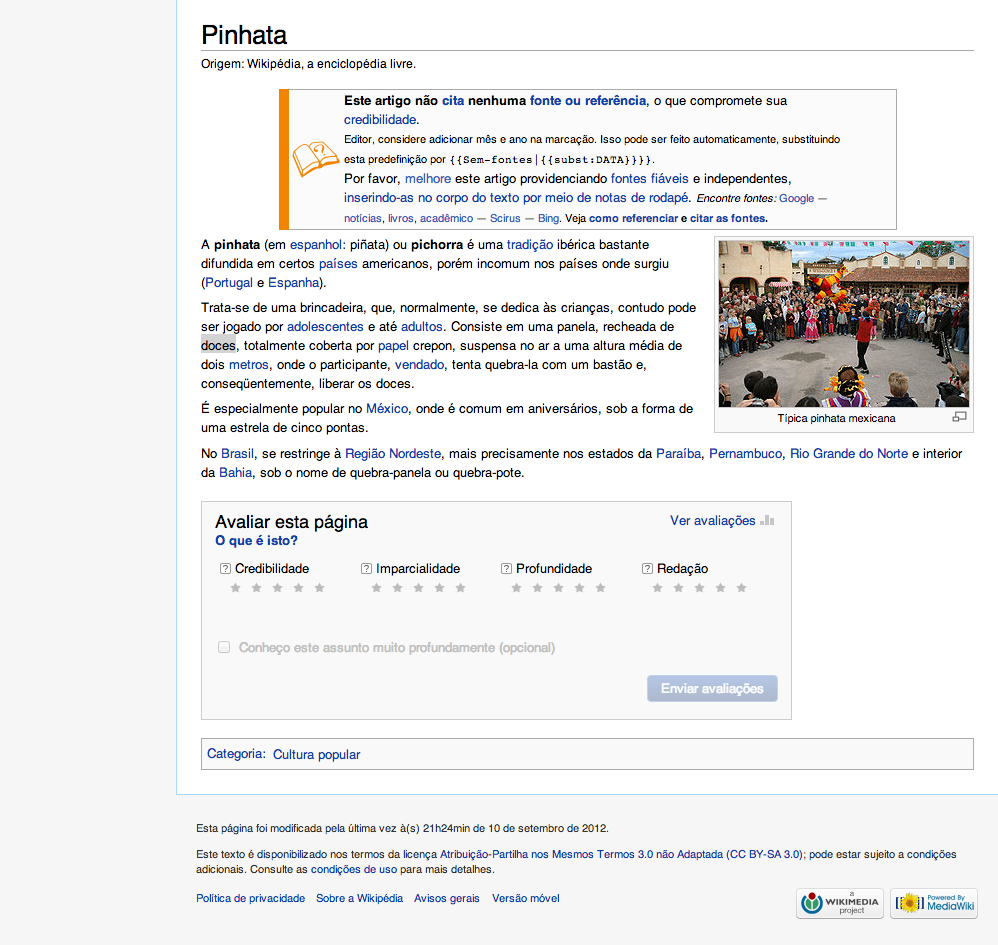 Pinhata
Origem: Wikipédia, a enciclopédia livre.
Este artigo não cita nenhuma fonte ou referência, o que compromete sua
credibilidade.
Editor, considere adicionar mês e ano na marcação. Isso pode ser feito automaticamente, substituindo
esta predefinição por {{Sem-fontes|{{subst:DATA}}}}.
Por favor, melhore este artigo providenciando fontes fiáveis e independentes,
inserindo-as no corpo do texto por meio de notas de rodapé. Encontre fontes: Google —
notícias, livros, acadêmico — Scirus — Bing. Veja como referenciar e citar as fontes.
A pinhata (em espanhol: piñata) ou pichorra é uma tradição ibérica bastante
difundida em certos países americanos, porém incomum nos países onde surgiu
(Portugal e Espanha).
Trata-se de uma brincadeira, que, normalmente, se dedica às crianças, contudo pode
ser jogado por adolescentes e até adultos. Consiste em uma panela, recheada de
doces, totalmente coberta por papel crepon, suspensa no ar a uma altura média de
dois metros, onde o participante, vendado, tenta quebra-la com um bastão e,
conseqüentemente, liberar os doces.
É especialmente popular no México, onde é comum em aniversários, sob a forma de
uma estrela de cinco pontas.
Típica pinhata mexicana
No Brasil, se restringe à Região Nordeste, mais precisamente nos estados da Paraíba, Pernambuco, Rio Grande do Norte e interior
da Bahia, sob o nome de quebra-panela ou quebra-pote.
Avaliar esta página
Ver avaliações
O que é isto?
? Credibilidade ? Imparcialidade ? Profundidade ? Redação
Conheço este assunto muito profundamente (opcional)
Enviar avaliações
Categoria: Cultura popular
Esta página foi modificada pela última vez à(s) 21h24min de 10 de setembro de 2012.
Este texto é disponibilizado nos termos da licença Atribuição-Partilha nos Mesmos Termos 3.0 não Adaptada (CC BY-SA 3.0); pode estar sujeito a condições
adicionais. Consulte as condições de uso para mais detalhes.
Política de privacidade Sobre a Wikipédia Avisos gerais Versão móvel
a
WIKIMEDIA
project
Powered By
MediaWiki